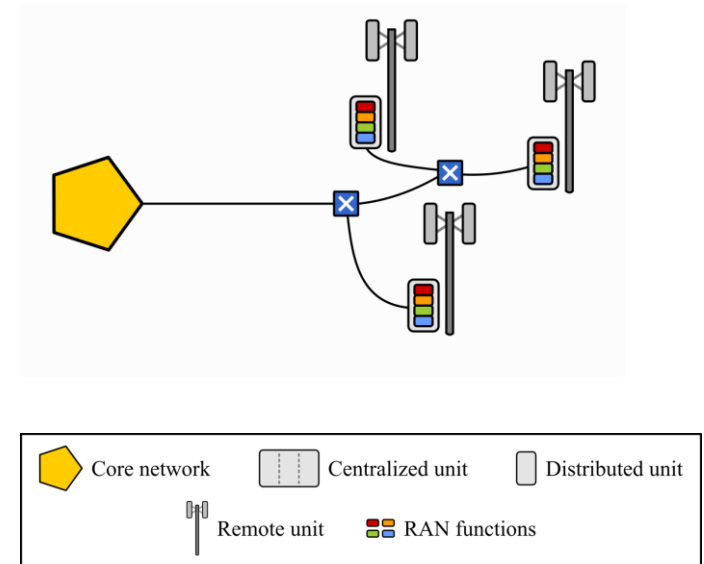 Core network
Centralized unit
Distributed unit
Remote unit
RAN functions